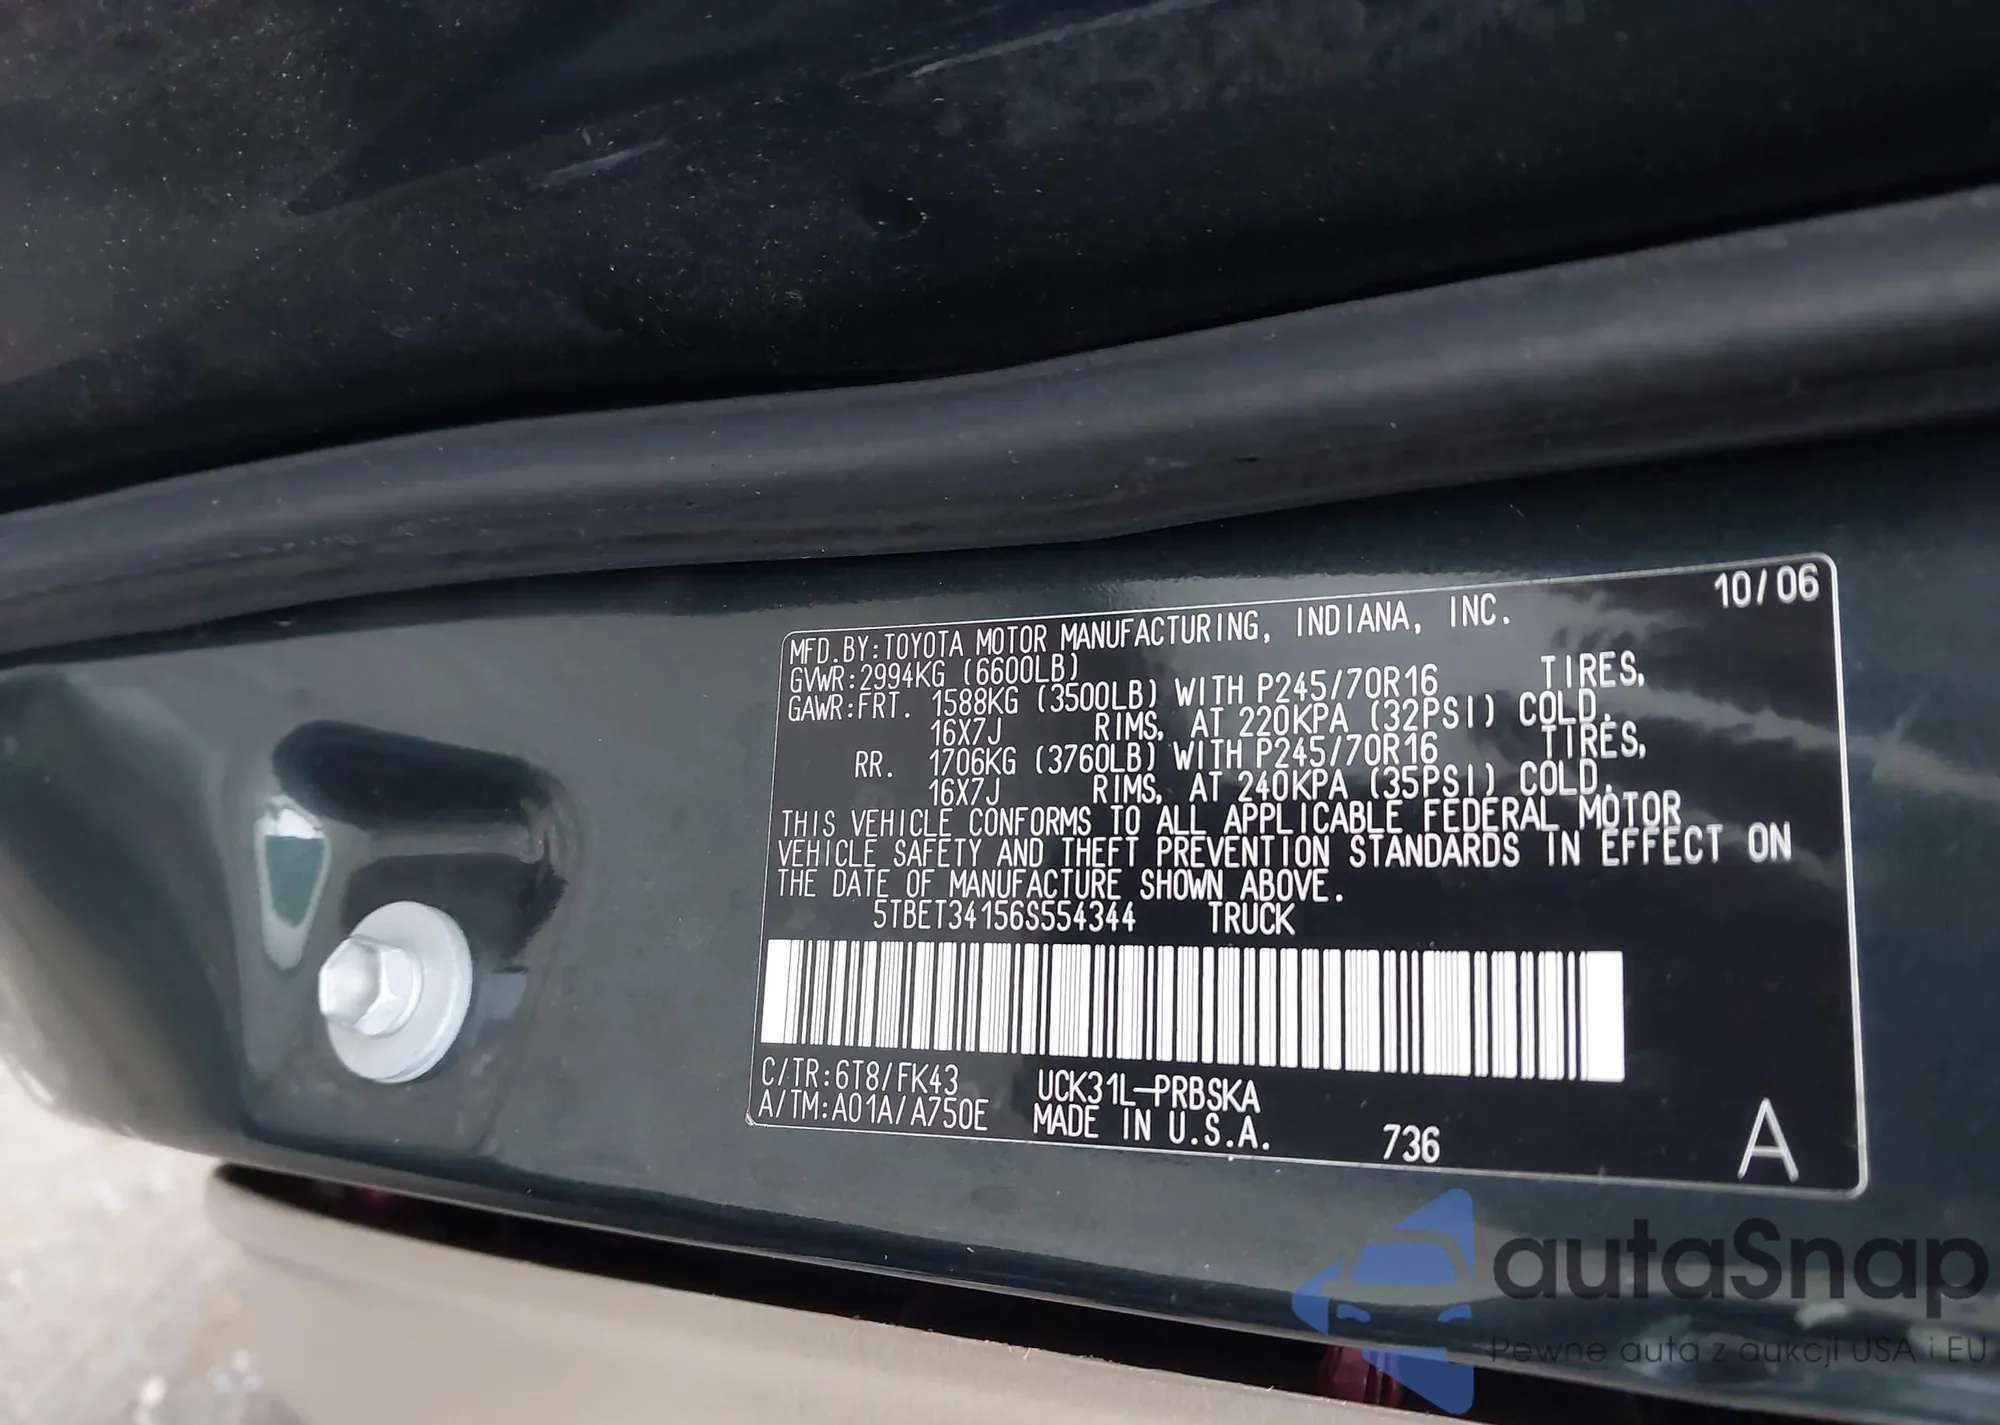 10/06
MFD.BY:TOYOTA MOTOR MANUFACTURING, INDIANA, INC.
GVWR:2994KG (6600LB)
GAWR:FRT. 1588KG (3500LB) WITH P245/70R16 TIRES,
16X7J RIMS, AT 220KPA (32PSI) COLD.
RR. 1706KG (3760LB) WITH P245/70R16 TIRES,
16X7J RIMS, AT 240KPA (35PSI) COLD.
THIS VEHICLE CONFORMS TO ALL APPLICABLE FEDERAL MOTOR
VEHICLE SAFETY AND THEFT PREVENTION STANDARDS IN EFFECT ON
THE DATE OF MANUFACTURE SHOWN ABOVE.
5TBET34156S554344 TRUCK
C/TR:6T8/FK43 UCK31L-PRBSKA
A/TM:A01A/A750E MADE IN U.S.A. 736 A
autaSnap
Pewne auta z aukcji USA i EU